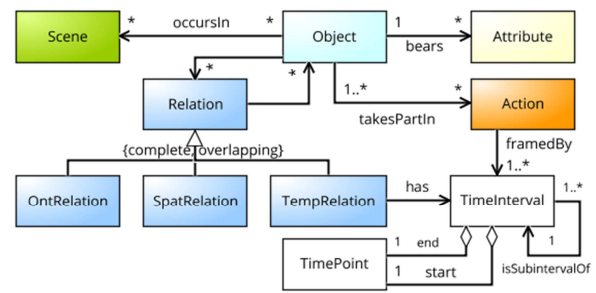 * occursIn *
Scene
Object
1 *
bears
Attribute
*
*
1..* *
takesPartIn
Relation
Action
{complete, overlapping}
framedBy
1..*
OntRelation
SpatRelation
TempRelation
has
TimeInterval
1..*
1
isSubintervalOf
TimePoint
1 end
1 start